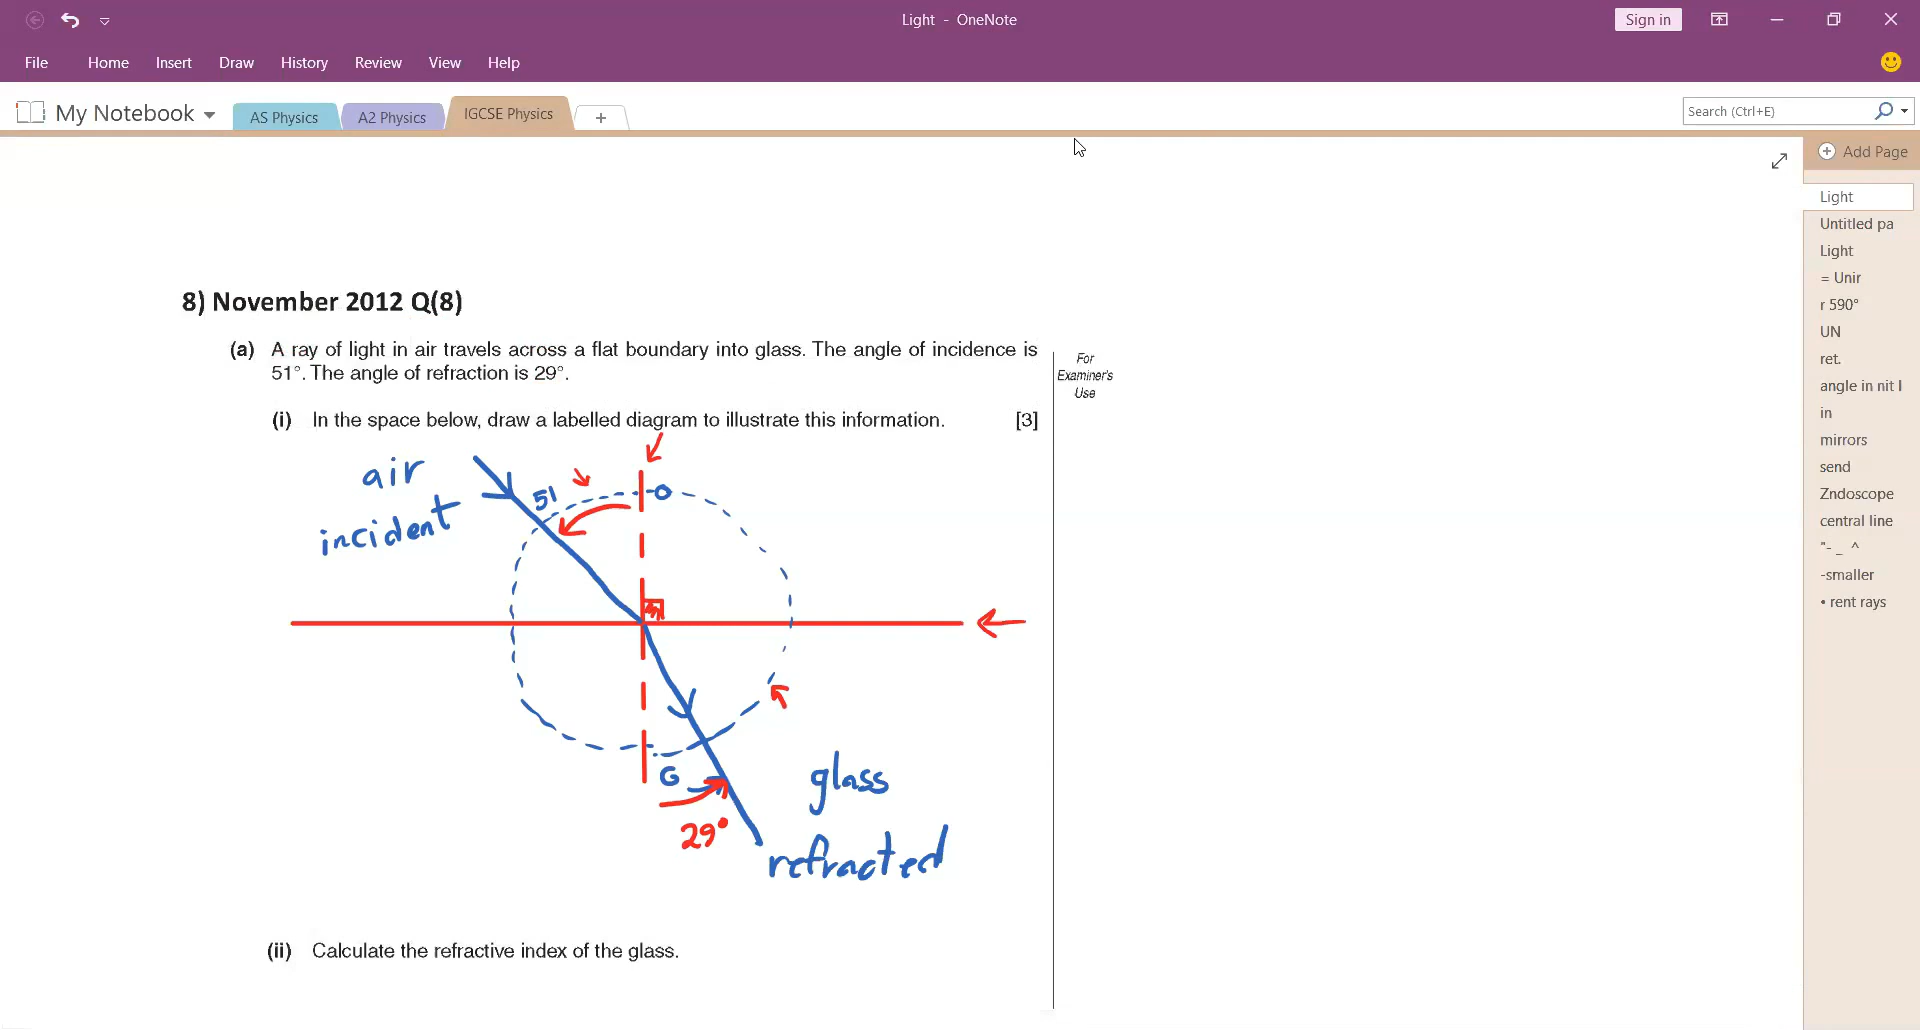 Light - OneNote
Sign in
File Home Insert Draw History Review View Help
My Notebook
AS Physics
A2 Physics
IGCSE Physics
+
Search (Ctrl+E)
Add Page
Light
Untitled pa
Light
= Unir
r 590°
UN
ret.
angle in nit l
in
mirrors
send
Zndoscope
central line
"- _ ^
-smaller
• rent rays
8) November 2012 Q(8)
(a) A ray of light in air travels across a flat boundary into glass. The angle of incidence is
51°. The angle of refraction is 29°.
For
Examiner's
Use
(i) In the space below, draw a labelled diagram to illustrate this information. [3]
air
incident
51
0
0
29°
glass
refracted
(ii) Calculate the refractive index of the glass.